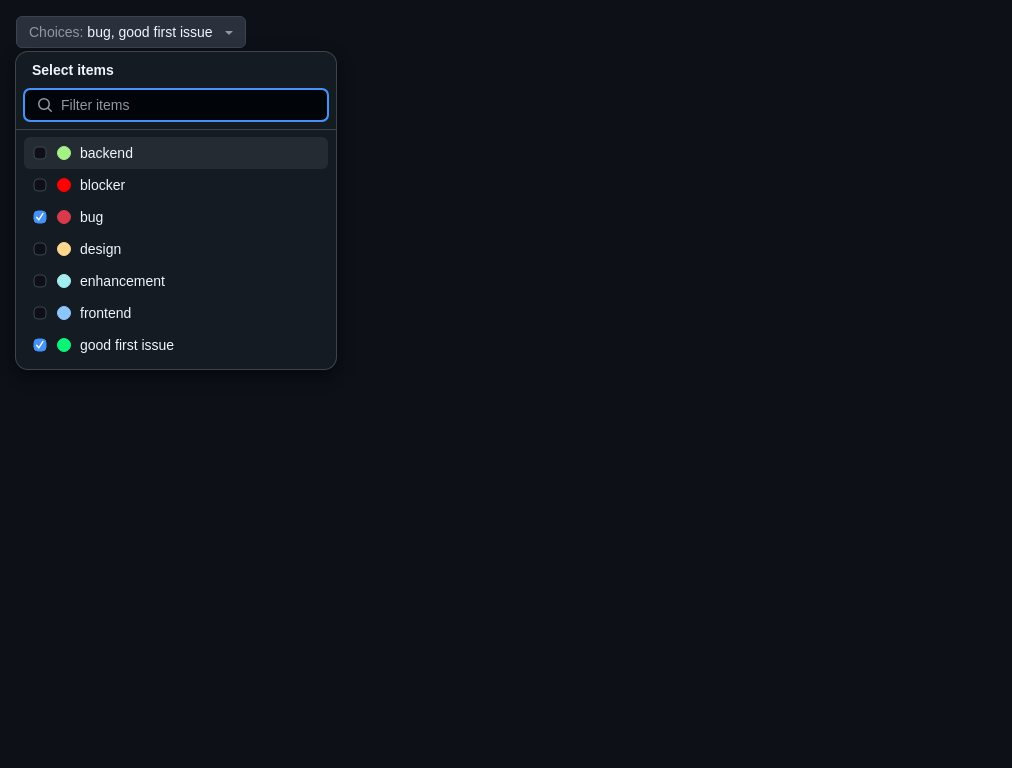 Choices: bug, good first issue
Select items
Filter items
backend
blocker
bug
design
enhancement
frontend
good first issue